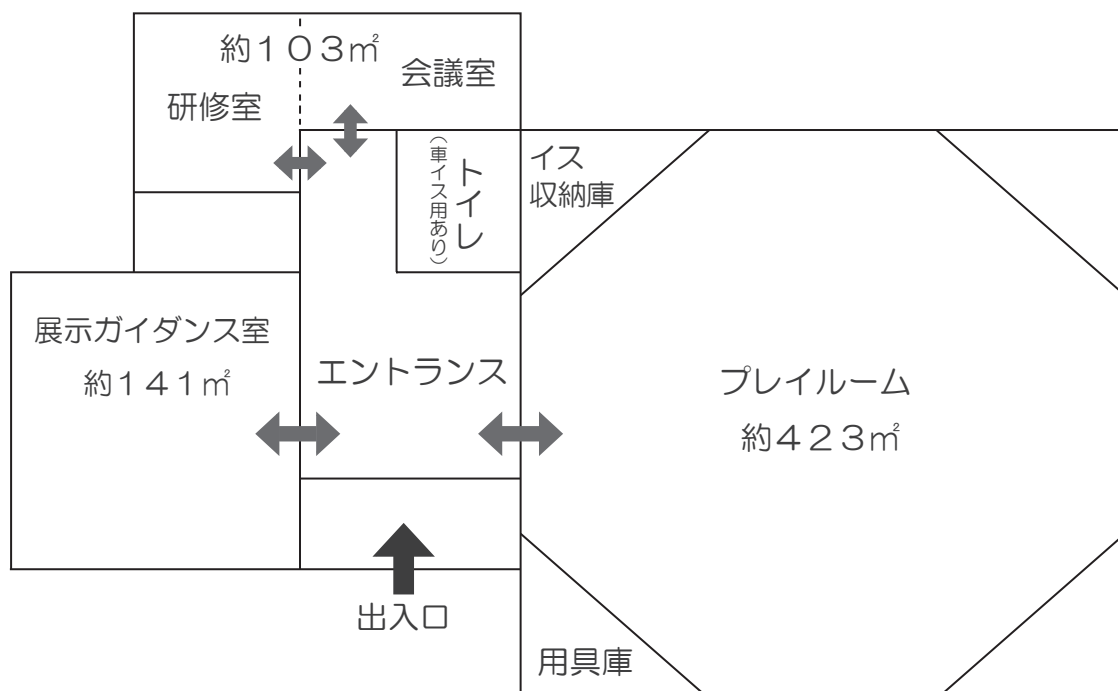 約１０３㎡
会議室
研修室
トイレ
（車イス用あり）
イス
収納庫
展示ガイダンス室
約１４１㎡
エントランス
プレイルーム
約４２３㎡
出入口
用具庫